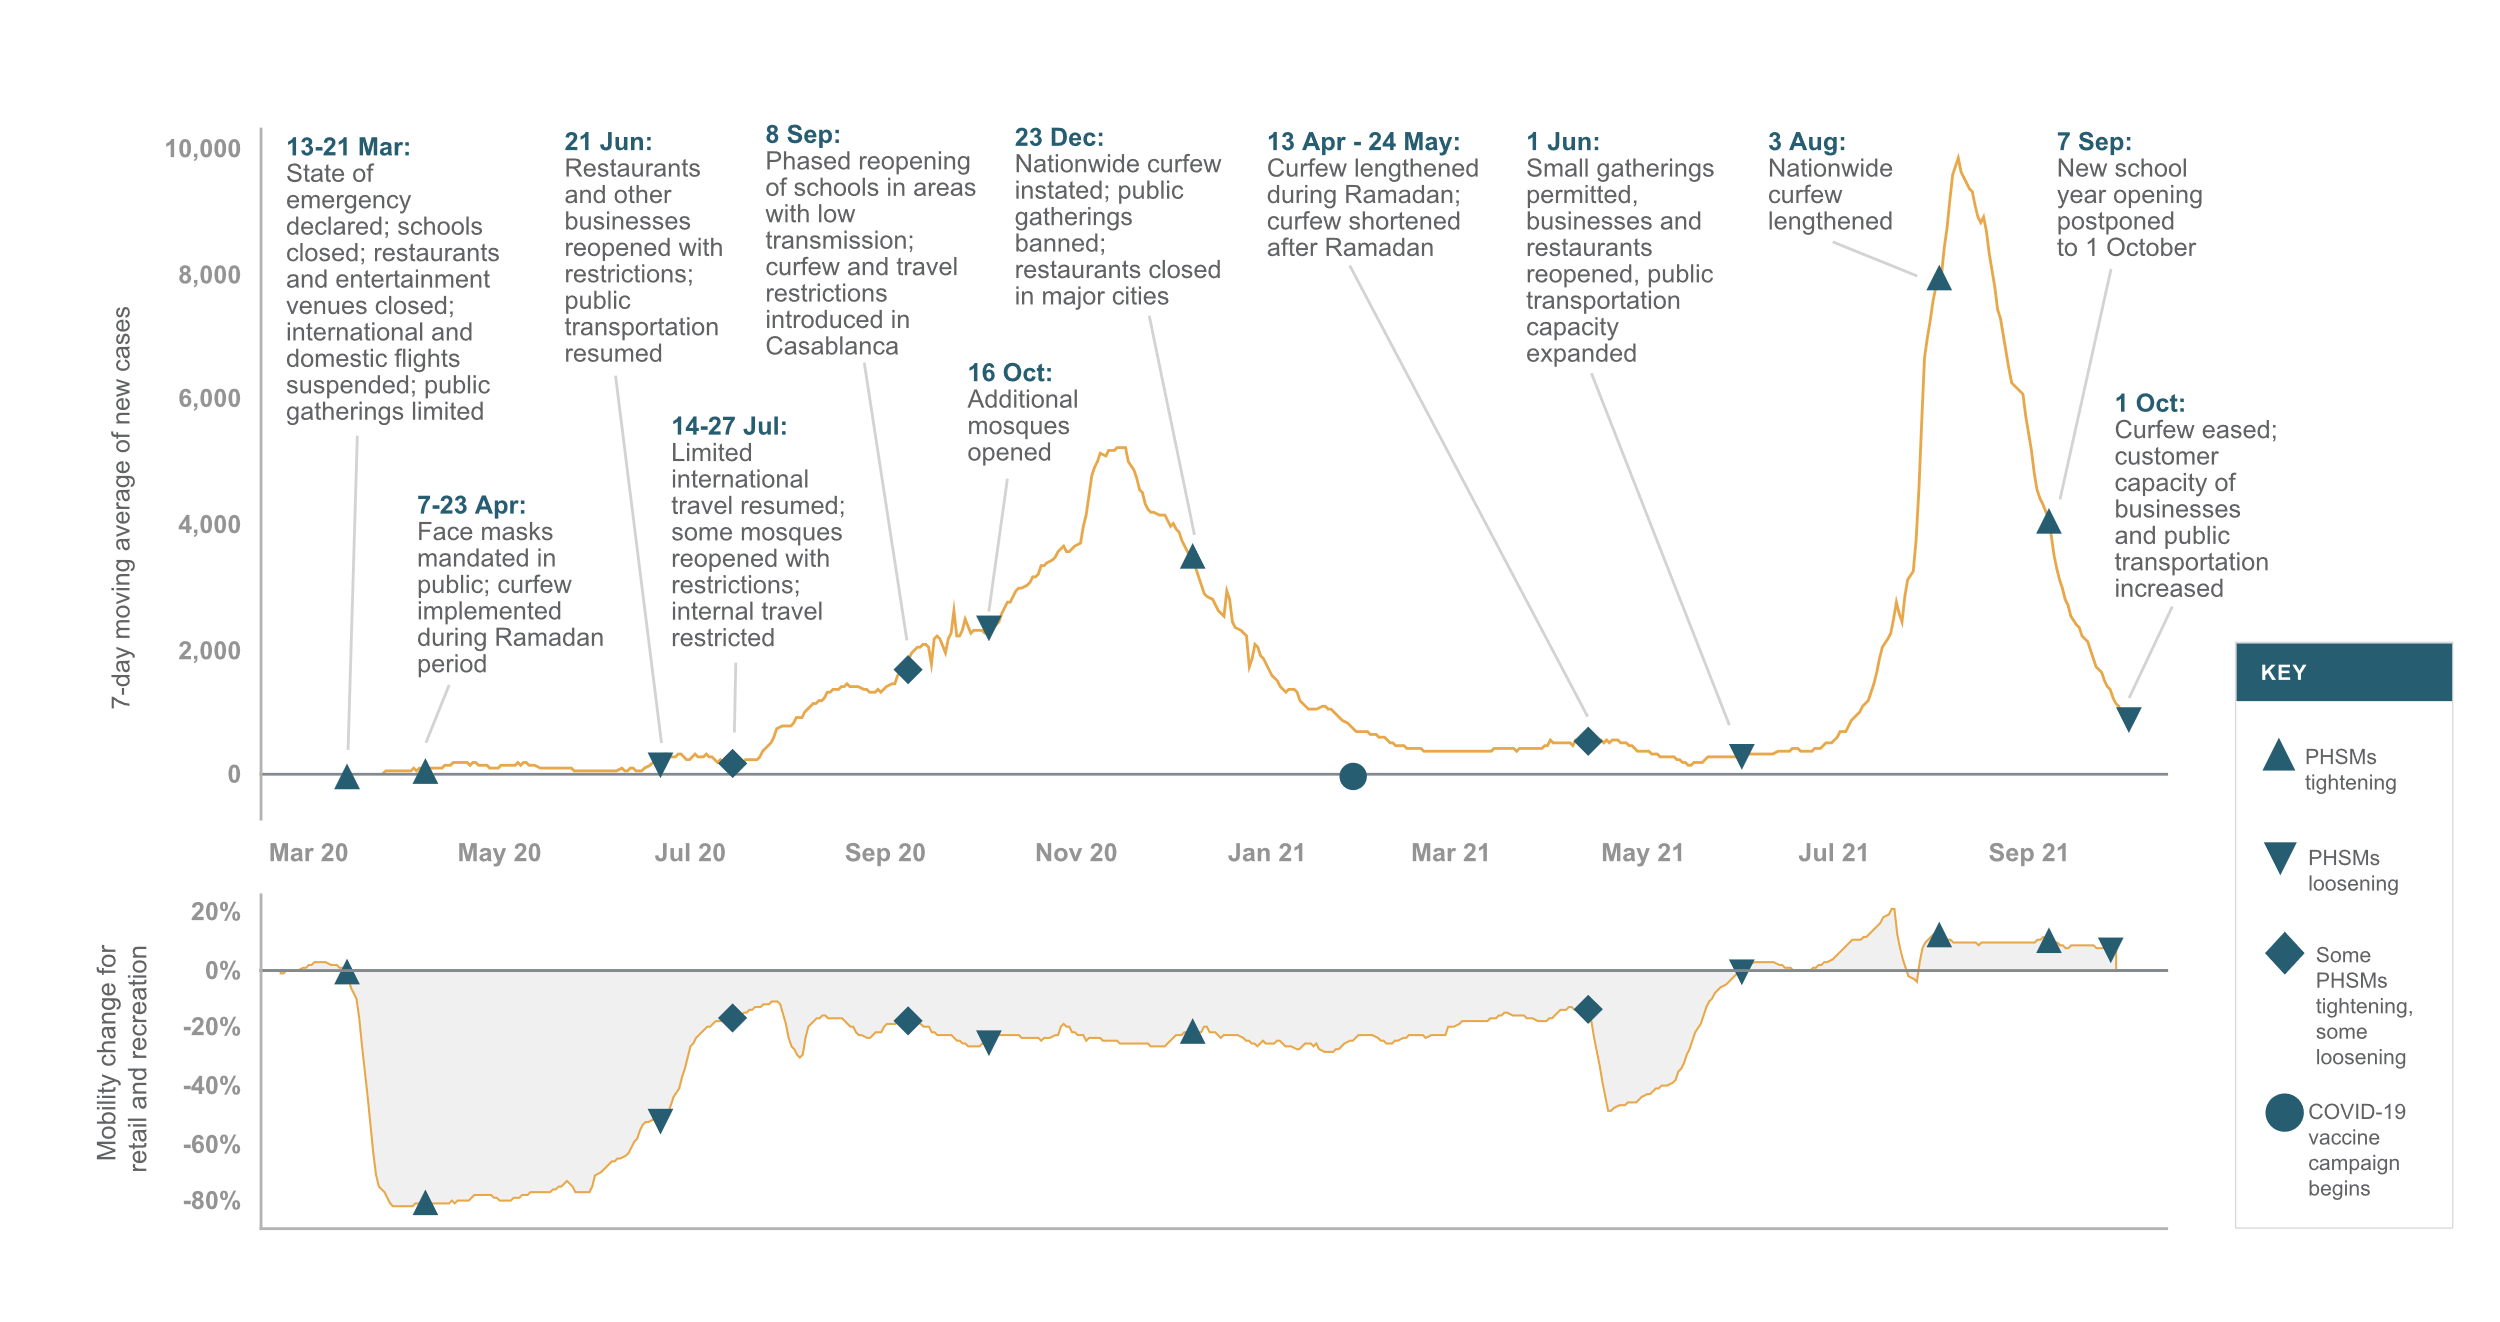 13-21 Mar:
State of
emergency
declared; schools
closed; restaurants
and entertainment
venues closed;
international and
domestic flights
suspended; public
gatherings limited
7-23 Apr:
Face masks
mandated in
public; curfew
implemented
during Ramadan
period
21 Jun:
Restaurants
and other
businesses
reopened with
restrictions;
public
transportation
resumed
14-27 Jul:
Limited
international
travel resumed;
some mosques
reopened with
restrictions;
internal travel
restricted
8 Sep:
Phased reopening
of schools in areas
with low
transmission;
curfew and travel
restrictions
introduced in
Casablanca
16 Oct:
Additional
mosques
opened
23 Dec:
Nationwide curfew
instated; public
gatherings
banned;
restaurants closed
in major cities
13 Apr - 24 May:
Curfew lengthened
during Ramadan;
curfew shortened
after Ramadan
1 Jun:
Small gatherings
permitted,
businesses and
restaurants
reopened, public
transportation
capacity
expanded
3 Aug:
Nationwide
curfew
lengthened
7 Sep:
New school
year opening
postponed
to 1 October
1 Oct:
Curfew eased;
customer
capacity of
businesses
and public
transportation
increased
7-day moving average of new cases
10,000
8,000
6,000
4,000
2,000
0
Mar 20
May 20
Jul 20
Sep 20
Nov 20
Jan 21
Mar 21
May 21
Jul 21
Sep 21
Mobility change for
retail and recreation
20%
0%
-20%
-40%
-60%
-80%
KEY
PHSMs
tightening
PHSMs
loosening
Some
PHSMs
tightening,
some
loosening
COVID-19
vaccine
campaign
begins